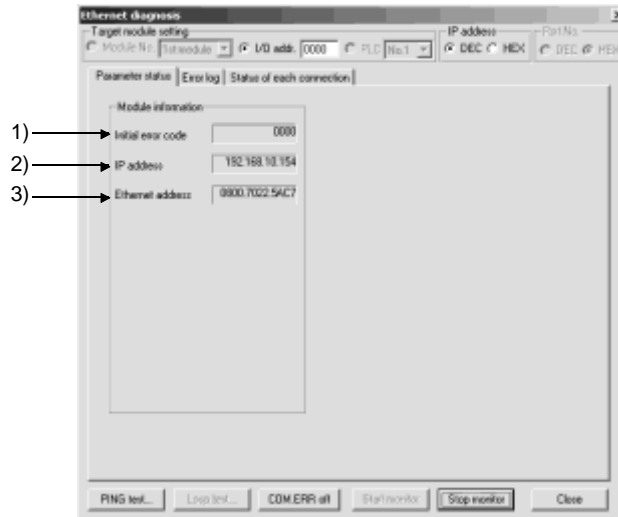 Ethernet diagnosis
Target module setting
Module No. 1st module I/O addr. 0000 PLC No.1
IP address
DEC HEX
Port No.
DEC HEX
Parameter status Error log Status of each connection
Module information
1) Initial error code 0000
2) IP address 192.168.10.154
3) Ethernet address 0800.7022.5AC7
PING test... Loop test... COM.ERR off Start monitor Stop monitor Close